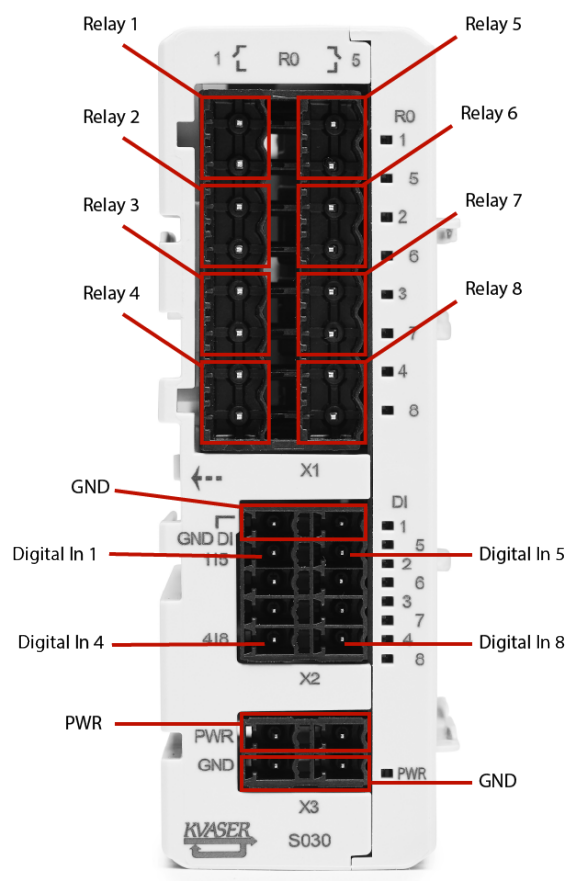 Relay 1
Relay 5
1 R0 5
Relay 2
Relay 6
R0
1
5
Relay 3
Relay 7
2
6
Relay 4
Relay 8
3
7
4
8
X1
GND
DI
GND DI
1
Digital In 1
1 I5
Digital In 5
5
2
6
3
7
Digital In 4
4I8
Digital In 8
4
8
X2
PWR
PWR
GND
PWR
GND
X3
KVASER
S030